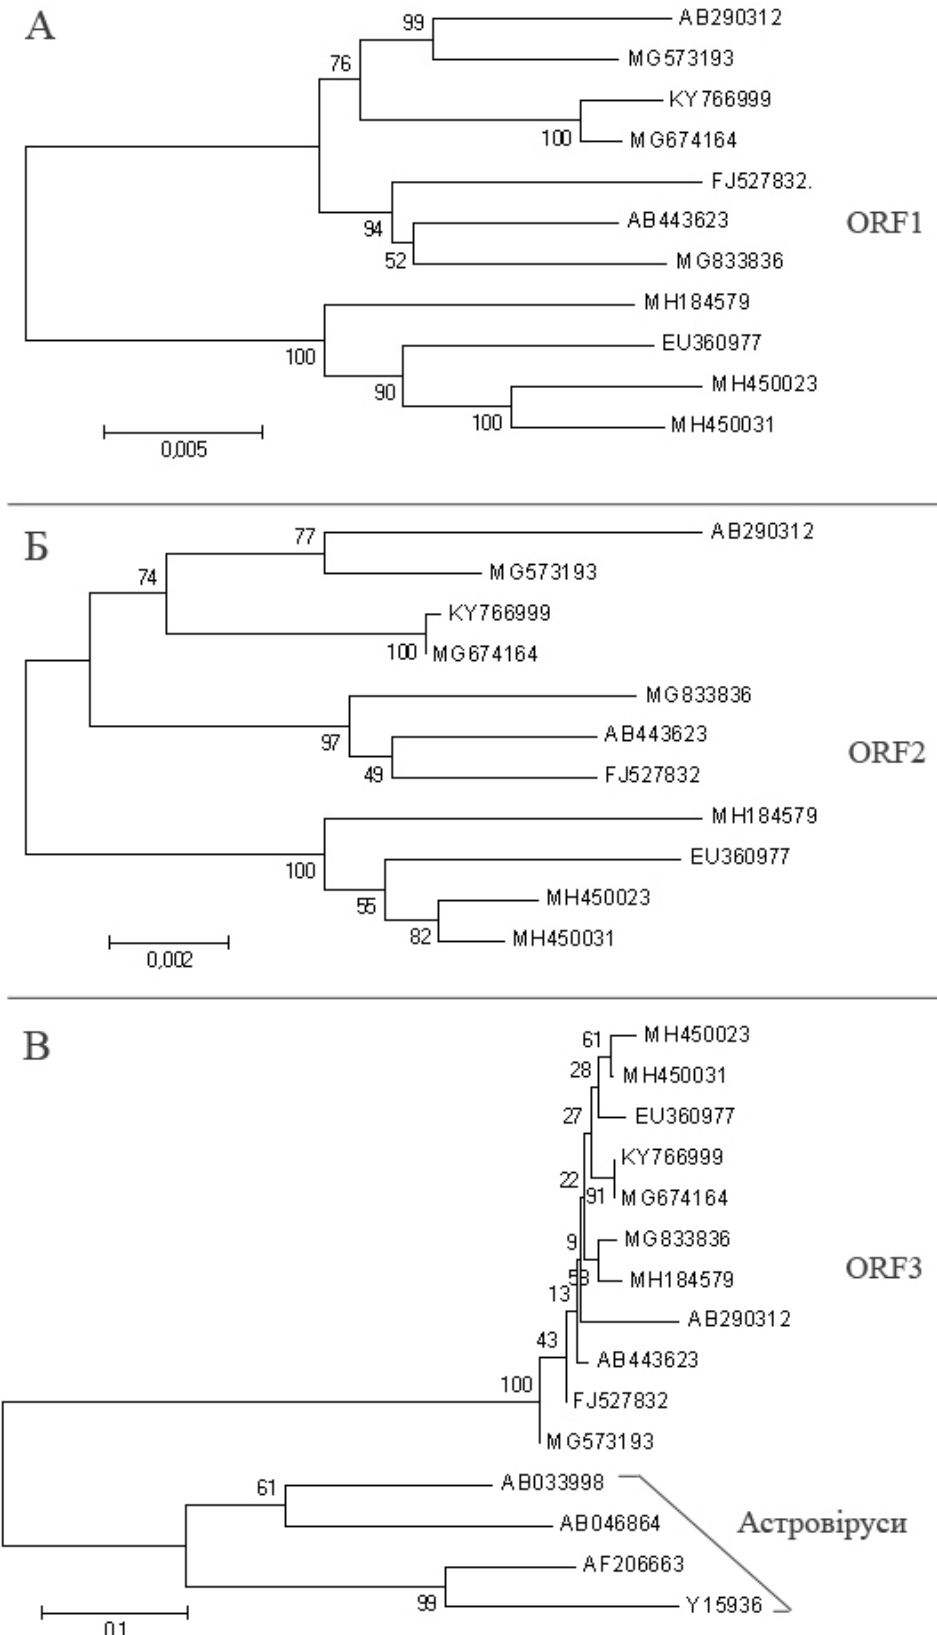 А
99
AB290312
MG573193
76
KY766999
100
MG674164
FJ527832.
94
AB443623
52
MG833836
ORF1
MH184579
100
EU360977
90
MH450023
100
MH450031
0,005
Б
77
AB290312
MG573193
74
KY766999
100
MG674164
MG833836
97
AB443623
49
FJ527832
ORF2
MH184579
100
EU360977
55
MH450023
82
MH450031
0,002
В
61
MH450023
28
MH450031
27
EU360977
KY766999
22
91
MG674164
9
MG833836
58
MH184579
ORF3
13
AB290312
43
AB443623
100
FJ527832
MG573193
61
AB033998
AB046864
Астровіруси
AF206663
99
Y15936
0,1